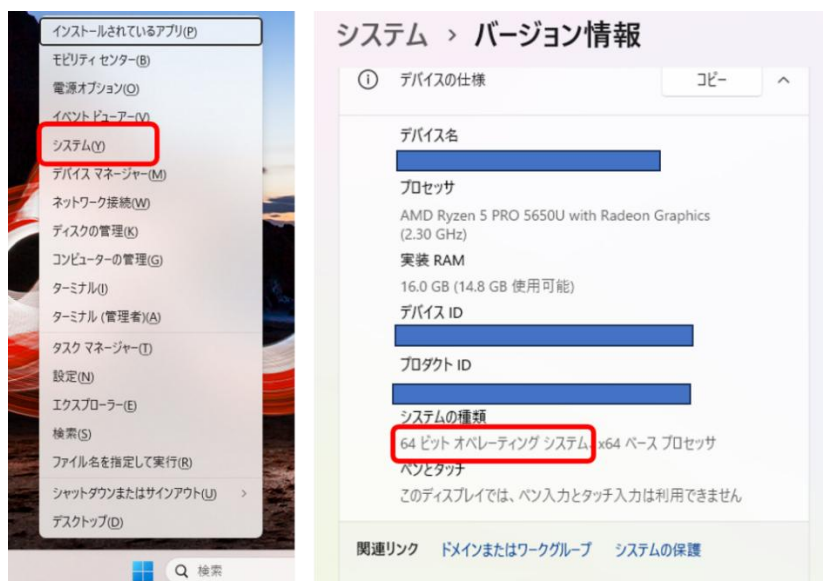 インストールされているアプリ(P)
モビリティ センター(B)
電源オプション(O)
イベント ビューアー(V)
システム(Y)
デバイス マネージャー(M)
ネットワーク接続(W)
ディスクの管理(K)
コンピューターの管理(G)
ターミナル(I)
ターミナル (管理者)(A)
タスク マネージャー(T)
設定(N)
エクスプローラー(E)
検索(S)
ファイル名を指定して実行(R)
シャットダウンまたはサインアウト(U)
デスクトップ(D)
検索
システム > バージョン情報
デバイスの仕様
コピー
デバイス名
プロセッサ
AMD Ryzen 5 PRO 5650U with Radeon Graphics
(2.30 GHz)
実装 RAM
16.0 GB (14.8 GB 使用可能)
デバイス ID
プロダクト ID
システムの種類
64 ビット オペレーティング システム、x64 ベース プロセッサ
ペンとタッチ
このディスプレイでは、ペン入力とタッチ入力は利用できません
関連リンク ドメインまたはワークグループ システムの保護